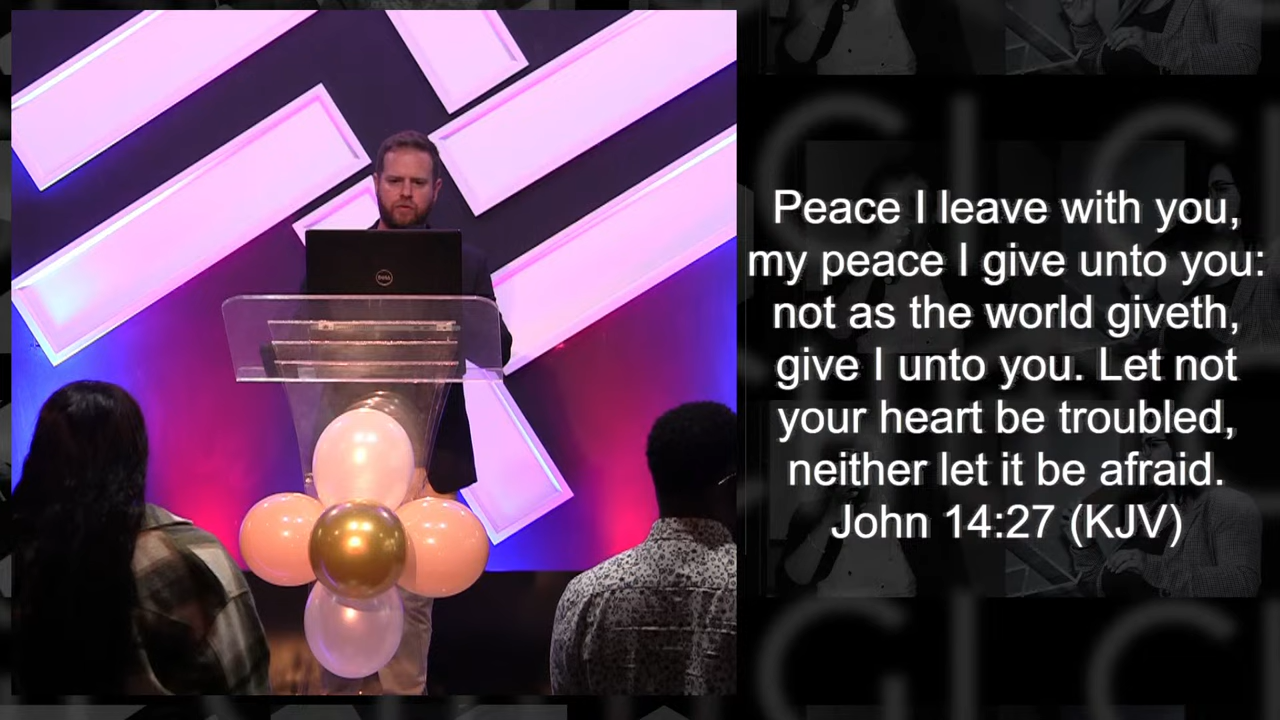 Peace I leave with you,
my peace I give unto you:
not as the world giveth,
give I unto you. Let not
your heart be troubled,
neither let it be afraid.
John 14:27 (KJV)
DELL